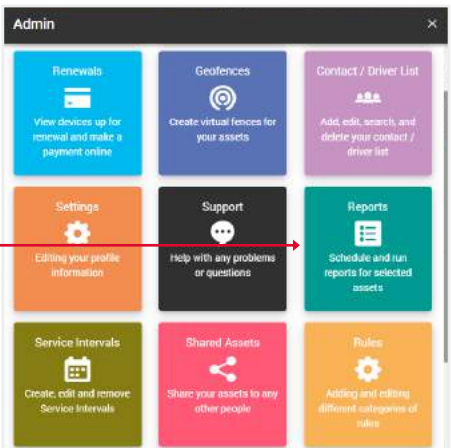 Admin ×
Renewals
View devices up for
renewal and make a
payment online
Geofences
Create virtual fences for
your assets
Contact / Driver List
Add, edit, search, and
delete your contact /
driver list
Settings
Editing your profile
information
Support
Help with any problems
or questions
Reports
Schedule and run
reports for selected
assets
Service Intervals
Create, edit and remove
Service Intervals
Shared Assets
Share your assets to any
other people
Rules
Adding and editing
different categories of
rules